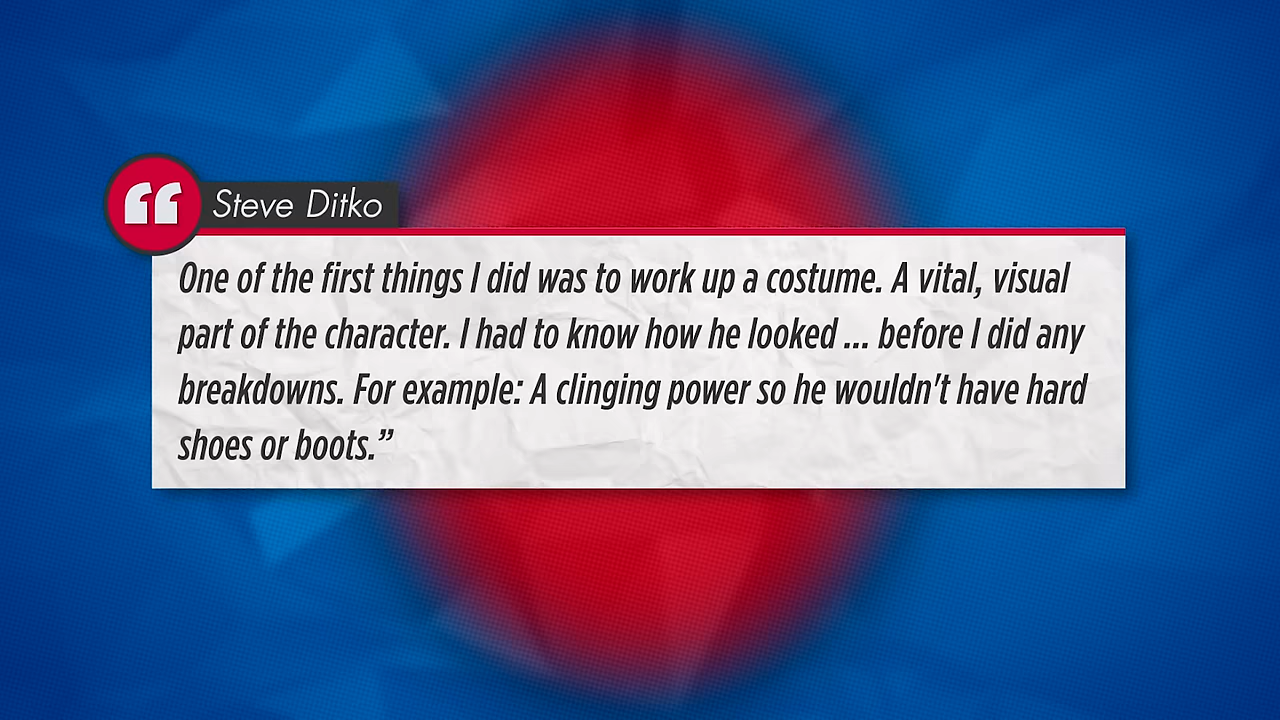 “
Steve Ditko
One of the first things I did was to work up a costume. A vital, visual
part of the character. I had to know how he looked ... before I did any
breakdowns. For example: A clinging power so he wouldn't have hard
shoes or boots.”